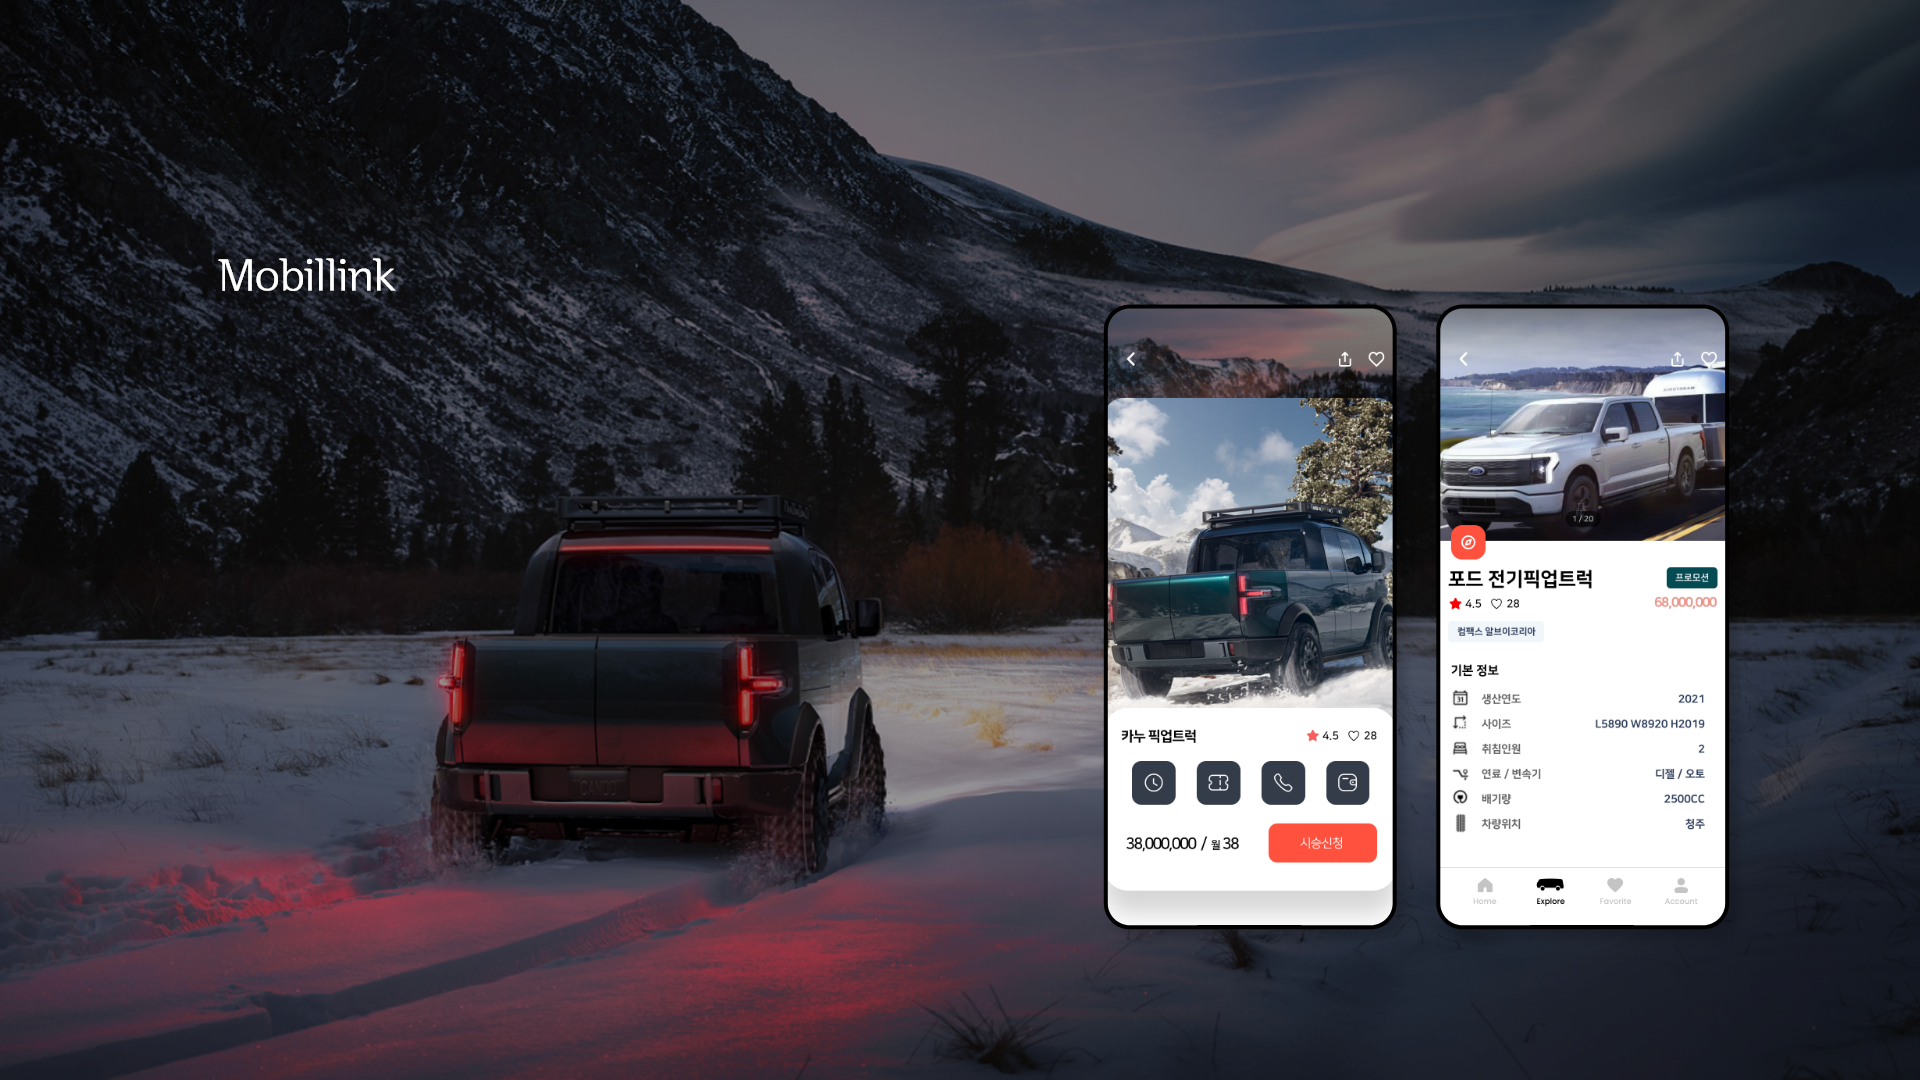 Mobillink
CANOO
카누 픽업트럭
4.5 28
38,000,000 / 월 38
시승신청
AIRSTREAM
Ford
1 / 20
포드 전기픽업트럭
프로모션
4.5 28
68,000,000
컴팩스 알브이코리아
기본 정보
31 생산연도 2021
사이즈 L5890 W8920 H2019
취침인원 2
연료 / 변속기 디젤 / 오토
배기량 2500CC
차량위치 청주
Home Explore Favorite Account